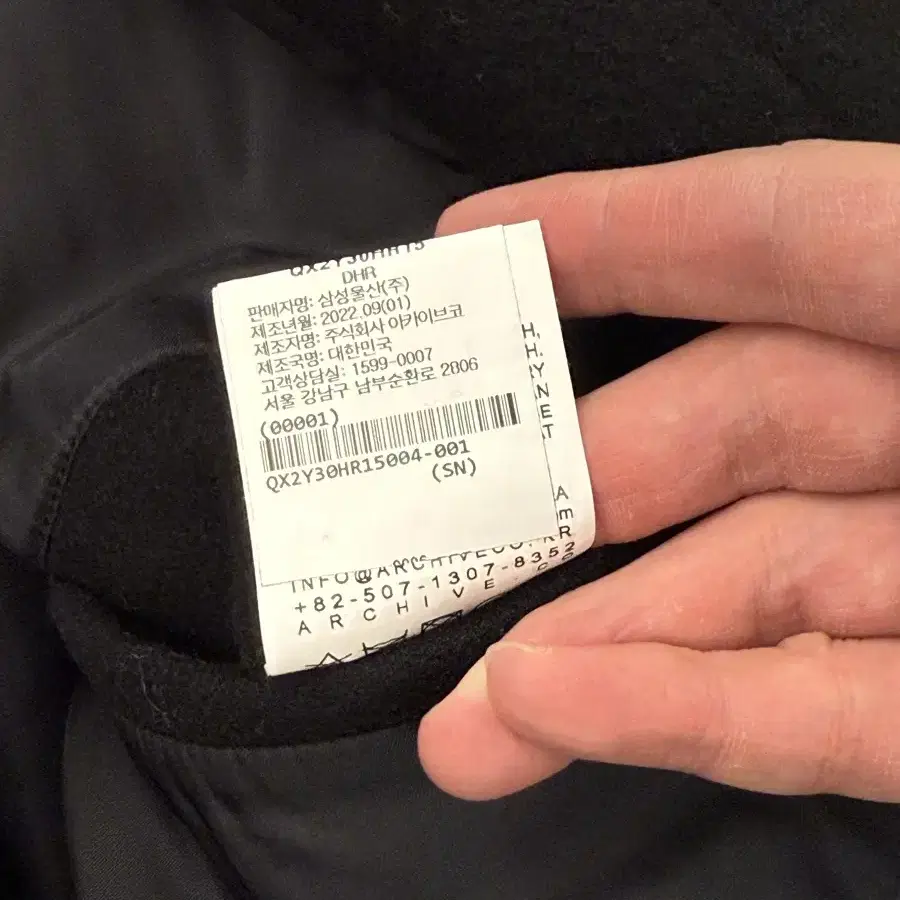 QX2Y30HR15
DHR
판매자명: 삼성물산(주)
제조년월: 2022.09(01)
제조자명: 주식회사 아카이브코
제조국명: 대한민국
고객상담실: 1599-0007
서울 강남구 남부순환로 2806
(00001)
QX2Y30HR15004-001
(SN)
+82-507-1307-8352
ARCHIVE